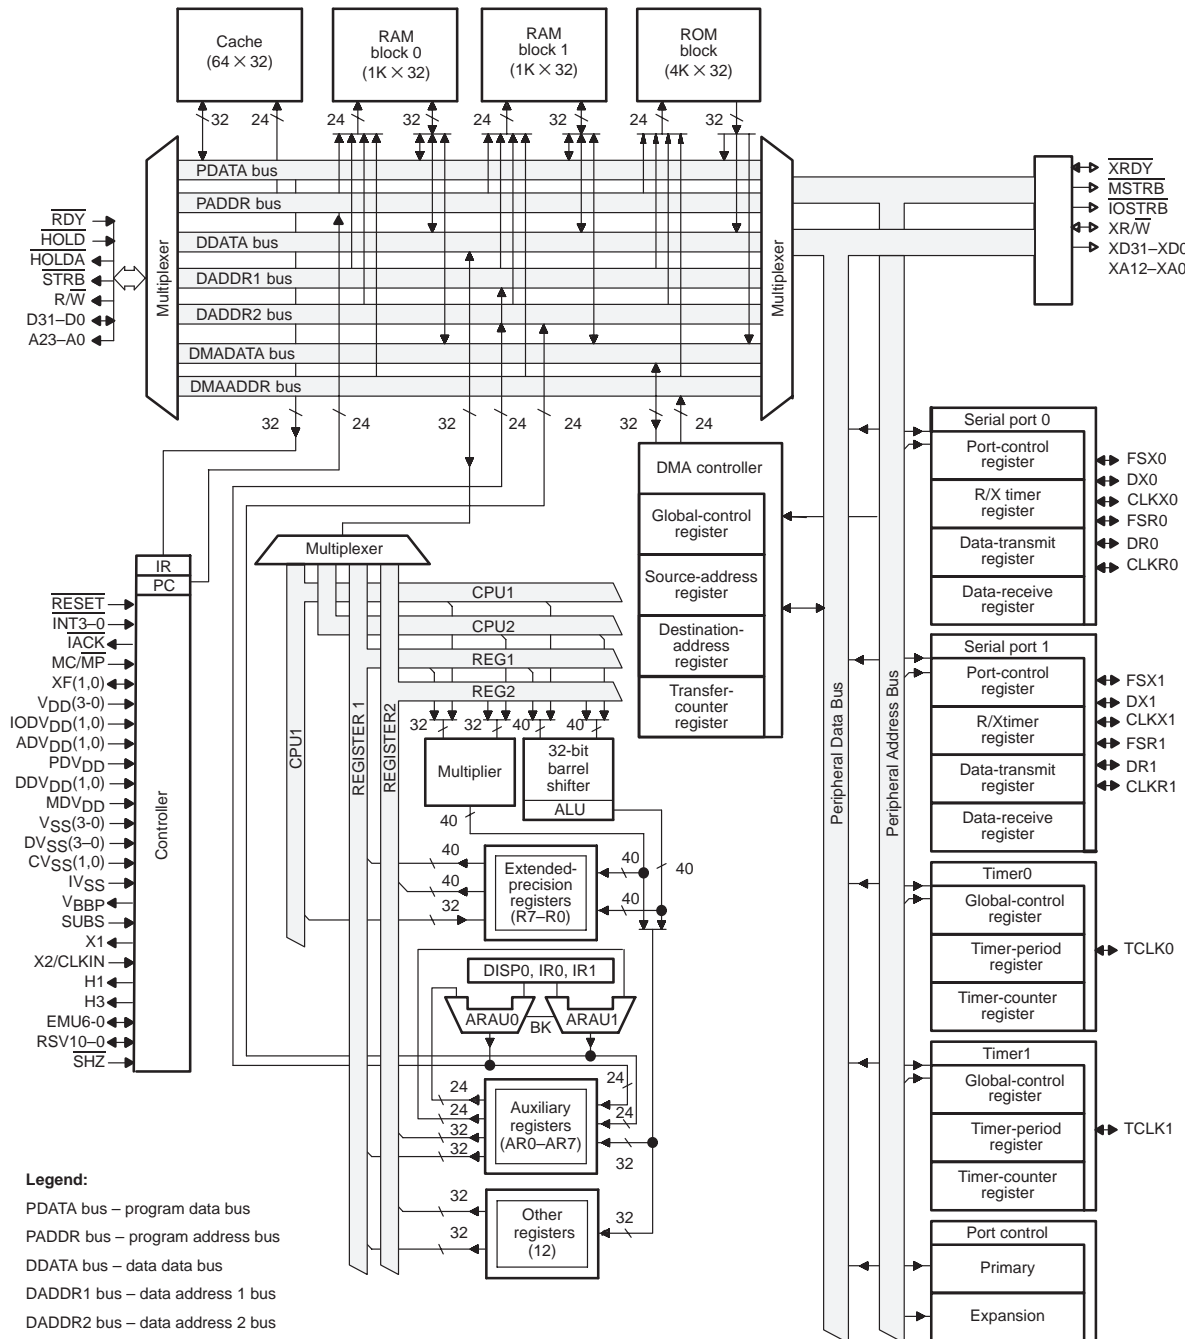 Cache
(64 × 32)
RAM
block 0
(1K × 32)
RAM
block 1
(1K × 32)
ROM
block
(4K × 32)
32
24
24
32
24
32
24
32
PDATA bus
PADDR bus
DDATA bus
DADDR1 bus
DADDR2 bus
DMADATA bus
DMAADDR bus
Multiplexer
Multiplexer
RDY
HOLD
HOLDA
STRB
R/W
D31–D0
A23–A0
XRDY
MSTRB
IOSTRB
XR/W
XD31–XD0
XA12–XA0
32
24
32
24
24
32
24
IR
PC
Controller
RESET
INT3–0
IACK
MC/MP
XF(1,0)
VDD(3-0)
IODVDD(1,0)
ADVDD(1,0)
PDVDD
DDVDD(1,0)
MDVDD
VSS(3-0)
DVSS(3–0)
CVSS(1,0)
IVSS
VBBP
SUBS
X1
X2/CLKIN
H1
H3
EMU6-0
RSV10–0
SHZ
Multiplexer
CPU1
CPU2
REG1
REG2
CPU1
REGISTER 1
REGISTER2
32
32
40
40
Multiplier
32-bit
barrel
shifter
ALU
40
40
40
32
Extended-
precision
registers
(R7–R0)
40
40
40
DISP0, IR0, IR1
ARAU0
BK
ARAU1
24
24
32
32
Auxiliary
registers
(AR0–AR7)
24
24
32
32
32
Other
registers
(12)
32
DMA controller
Global-control
register
Source-address
register
Destination-
address
register
Transfer-
counter
register
Peripheral Data Bus
Peripheral Address Bus
Serial port 0
Port-control
register
R/X timer
register
Data-transmit
register
Data-receive
register
FSX0
DX0
CLKX0
FSR0
DR0
CLKR0
Serial port 1
Port-control
register
R/Xtimer
register
Data-transmit
register
Data-receive
register
FSX1
DX1
CLKX1
FSR1
DR1
CLKR1
Timer0
Global-control
register
Timer-period
register
Timer-counter
register
TCLK0
Timer1
Global-control
register
Timer-period
register
Timer-counter
register
TCLK1
Port control
Primary
Expansion
Legend:
PDATA bus – program data bus
PADDR bus – program address bus
DDATA bus – data data bus
DADDR1 bus – data address 1 bus
DADDR2 bus – data address 2 bus